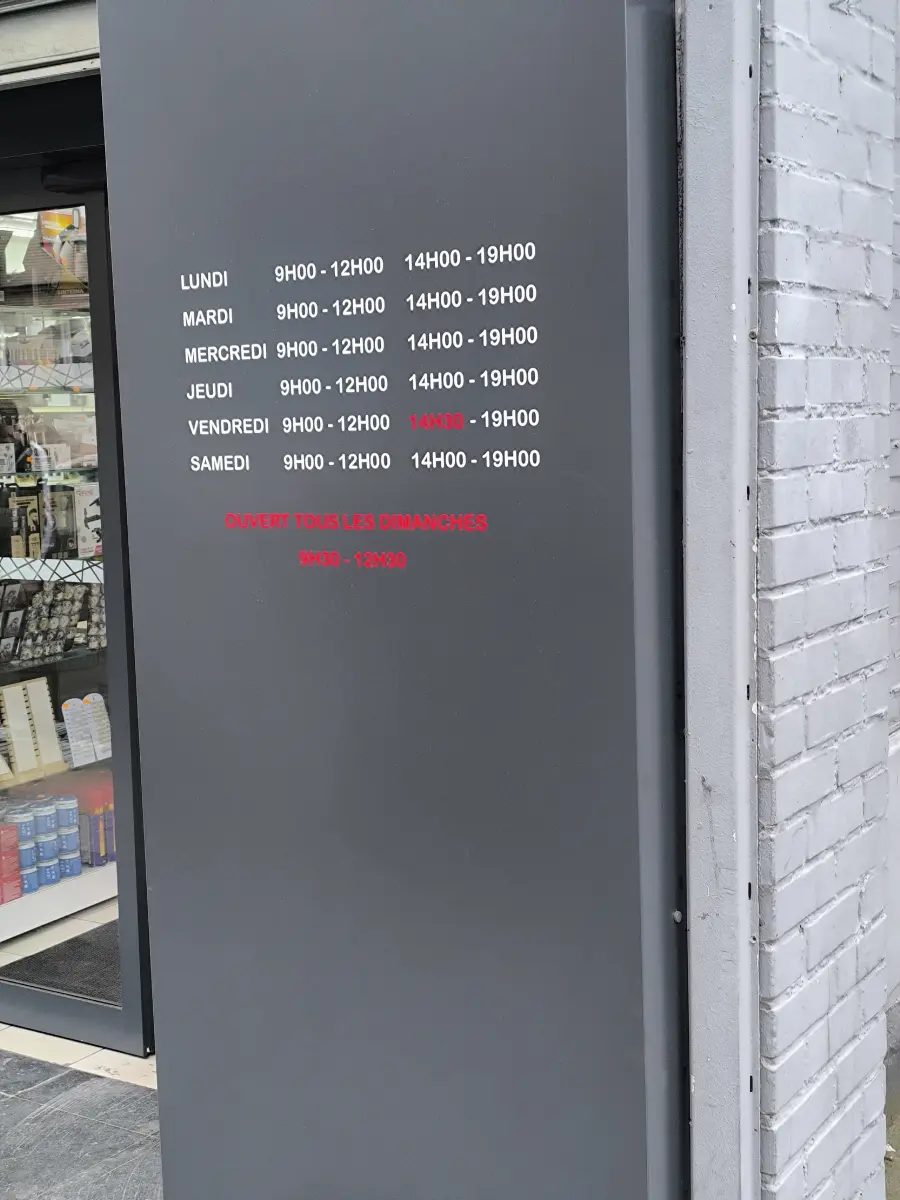 LUNDI 9H00 - 12H00 14H00 - 19H00
MARDI 9H00 - 12H00 14H00 - 19H00
MERCREDI 9H00 - 12H00 14H00 - 19H00
JEUDI 9H00 - 12H00 14H00 - 19H00
VENDREDI 9H00 - 12H00 14H30 - 19H00
SAMEDI 9H00 - 12H00 14H00 - 19H00
OUVERT TOUS LES DIMANCHES
9H30 - 12H30